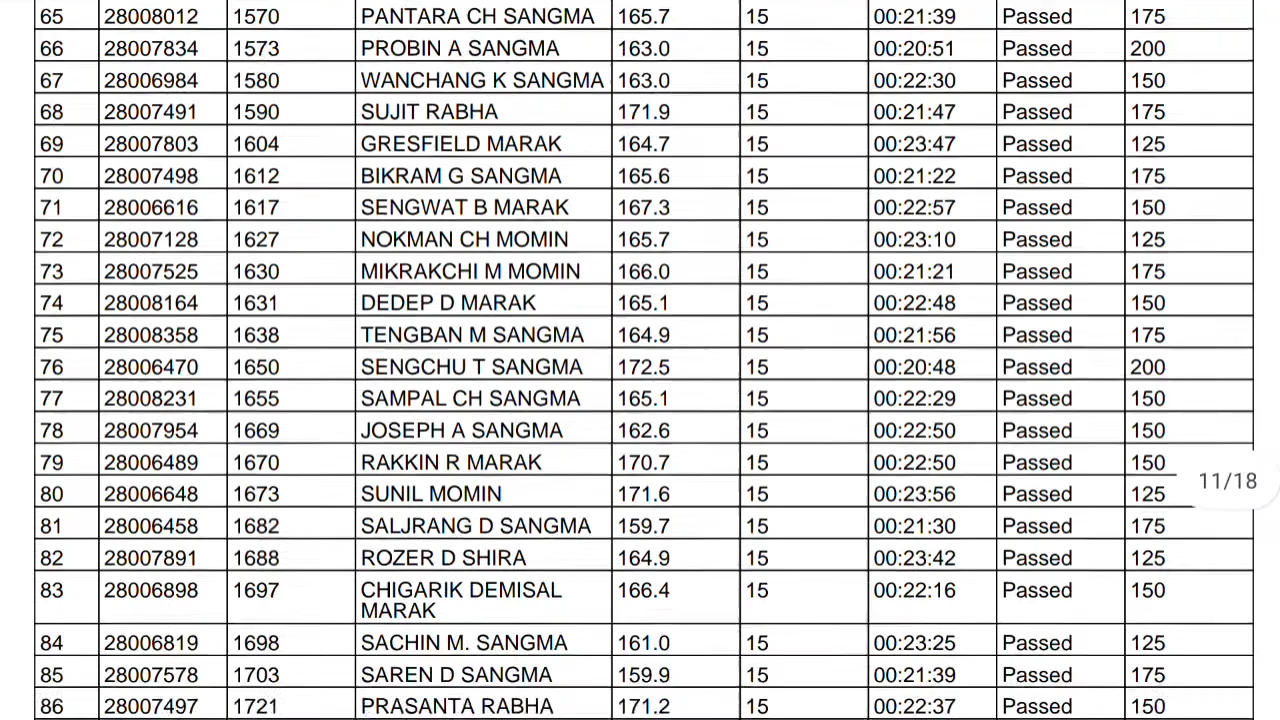 65 28008012 1570 PANTARA CH SANGMA 165.7 15 00:21:39 Passed 175
66 28007834 1573 PROBIN A SANGMA 163.0 15 00:20:51 Passed 200
67 28006984 1580 WANCHANG K SANGMA 163.0 15 00:22:30 Passed 150
68 28007491 1590 SUJIT RABHA 171.9 15 00:21:47 Passed 175
69 28007803 1604 GRESFIELD MARAK 164.7 15 00:23:47 Passed 125
70 28007498 1612 BIKRAM G SANGMA 165.6 15 00:21:22 Passed 175
71 28006616 1617 SENGWAT B MARAK 167.3 15 00:22:57 Passed 150
72 28007128 1627 NOKMAN CH MOMIN 165.7 15 00:23:10 Passed 125
73 28007525 1630 MIKRAKCHI M MOMIN 166.0 15 00:21:21 Passed 175
74 28008164 1631 DEDEP D MARAK 165.1 15 00:22:48 Passed 150
75 28008358 1638 TENGBAN M SANGMA 164.9 15 00:21:56 Passed 175
76 28006470 1650 SENGCHU T SANGMA 172.5 15 00:20:48 Passed 200
77 28008231 1655 SAMPAL CH SANGMA 165.1 15 00:22:29 Passed 150
78 28007954 1669 JOSEPH A SANGMA 162.6 15 00:22:50 Passed 150
79 28006489 1670 RAKKIN R MARAK 170.7 15 00:22:50 Passed 150
11/18
80 28006648 1673 SUNIL MOMIN 171.6 15 00:23:56 Passed 125
81 28006458 1682 SALJRANG D SANGMA 159.7 15 00:21:30 Passed 175
82 28007891 1688 ROZER D SHIRA 164.9 15 00:23:42 Passed 125
83 28006898 1697 CHIGARIK DEMISAL 166.4 15 00:22:16 Passed 150
MARAK
84 28006819 1698 SACHIN M. SANGMA 161.0 15 00:23:25 Passed 125
85 28007578 1703 SAREN D SANGMA 159.9 15 00:21:39 Passed 175
86 28007497 1721 PRASANTA RABHA 171.2 15 00:22:37 Passed 150